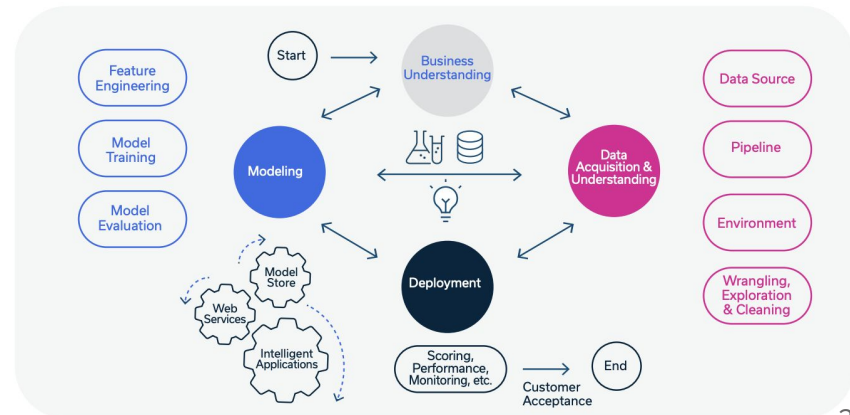 Start
Business
Understanding
Feature
Engineering
Model
Training
Model
Evaluation
Modeling
Data
Acquisition &
Understanding
Data Source
Pipeline
Environment
Wrangling,
Exploration
& Cleaning
Deployment
Model
Store
Web
Services
Intelligent
Applications
Scoring,
Performance,
Monitoring, etc.
Customer
Acceptance
End